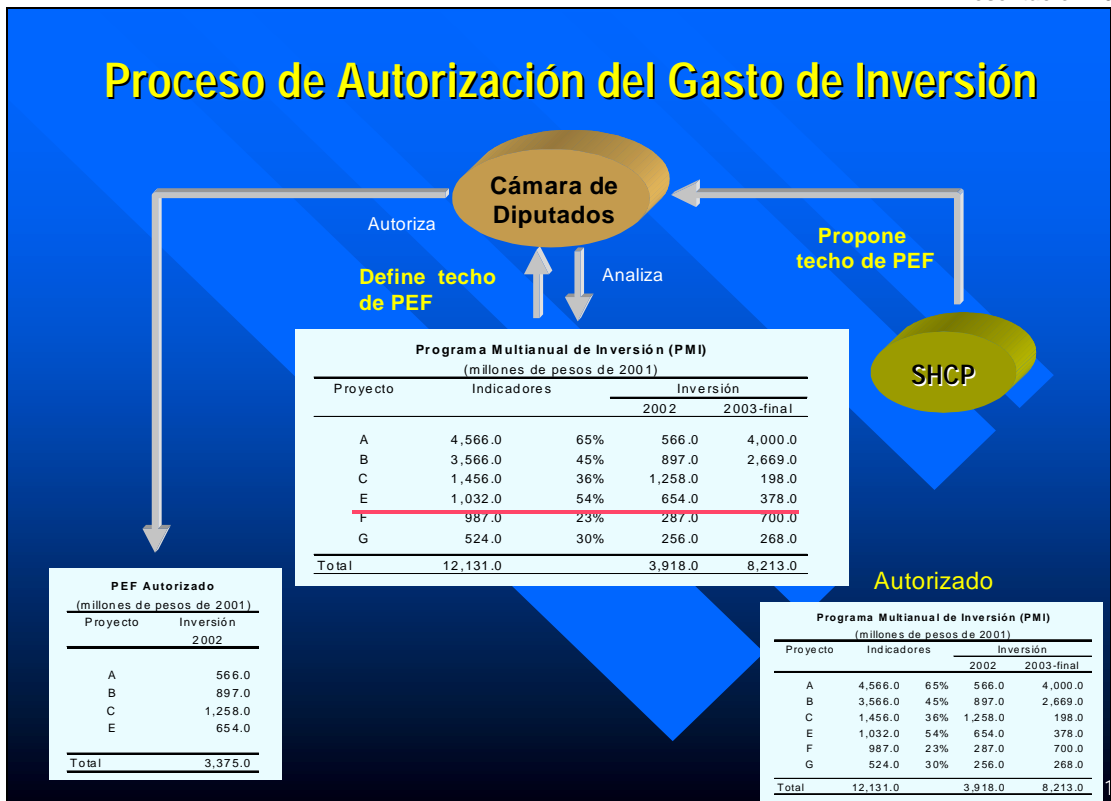 Proceso de Autorización del Gasto de Inversión
Cámara de
Diputados
Autoriza
Propone
techo de PEF
Define techo
de PEF
Analiza
SHCP
Programa Multianual de Inversión (PMI)
(millones de pesos de 2001)
Proyecto Indicadores Inversión
2002 2003-final
A 4,566.0 65% 566.0 4,000.0
B 3,566.0 45% 897.0 2,669.0
C 1,456.0 36% 1,258.0 198.0
E 1,032.0 54% 654.0 378.0
F 987.0 23% 287.0 700.0
G 524.0 30% 256.0 268.0
Total 12,131.0 3,918.0 8,213.0
PEF Autorizado
(millones de pesos de 2001)
Proyecto Inversión
2002
A 566.0
B 897.0
C 1,258.0
E 654.0
Total 3,375.0
Autorizado
Programa Multianual de Inversión (PMI)
(millones de pesos de 2001)
Proyecto Indicadores Inversión
2002 2003-final
A 4,566.0 65% 566.0 4,000.0
B 3,566.0 45% 897.0 2,669.0
C 1,456.0 36% 1,258.0 198.0
E 1,032.0 54% 654.0 378.0
F 987.0 23% 287.0 700.0
G 524.0 30% 256.0 268.0
Total 12,131.0 3,918.0 8,213.0